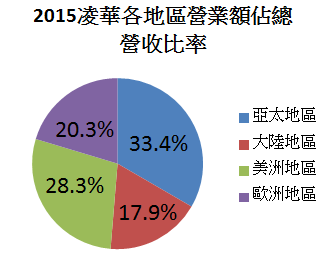 2015凌華各地區營業額佔總
營收比率
33.4%
17.9%
28.3%
20.3%
亞太地區
大陸地區
美洲地區
歐洲地區